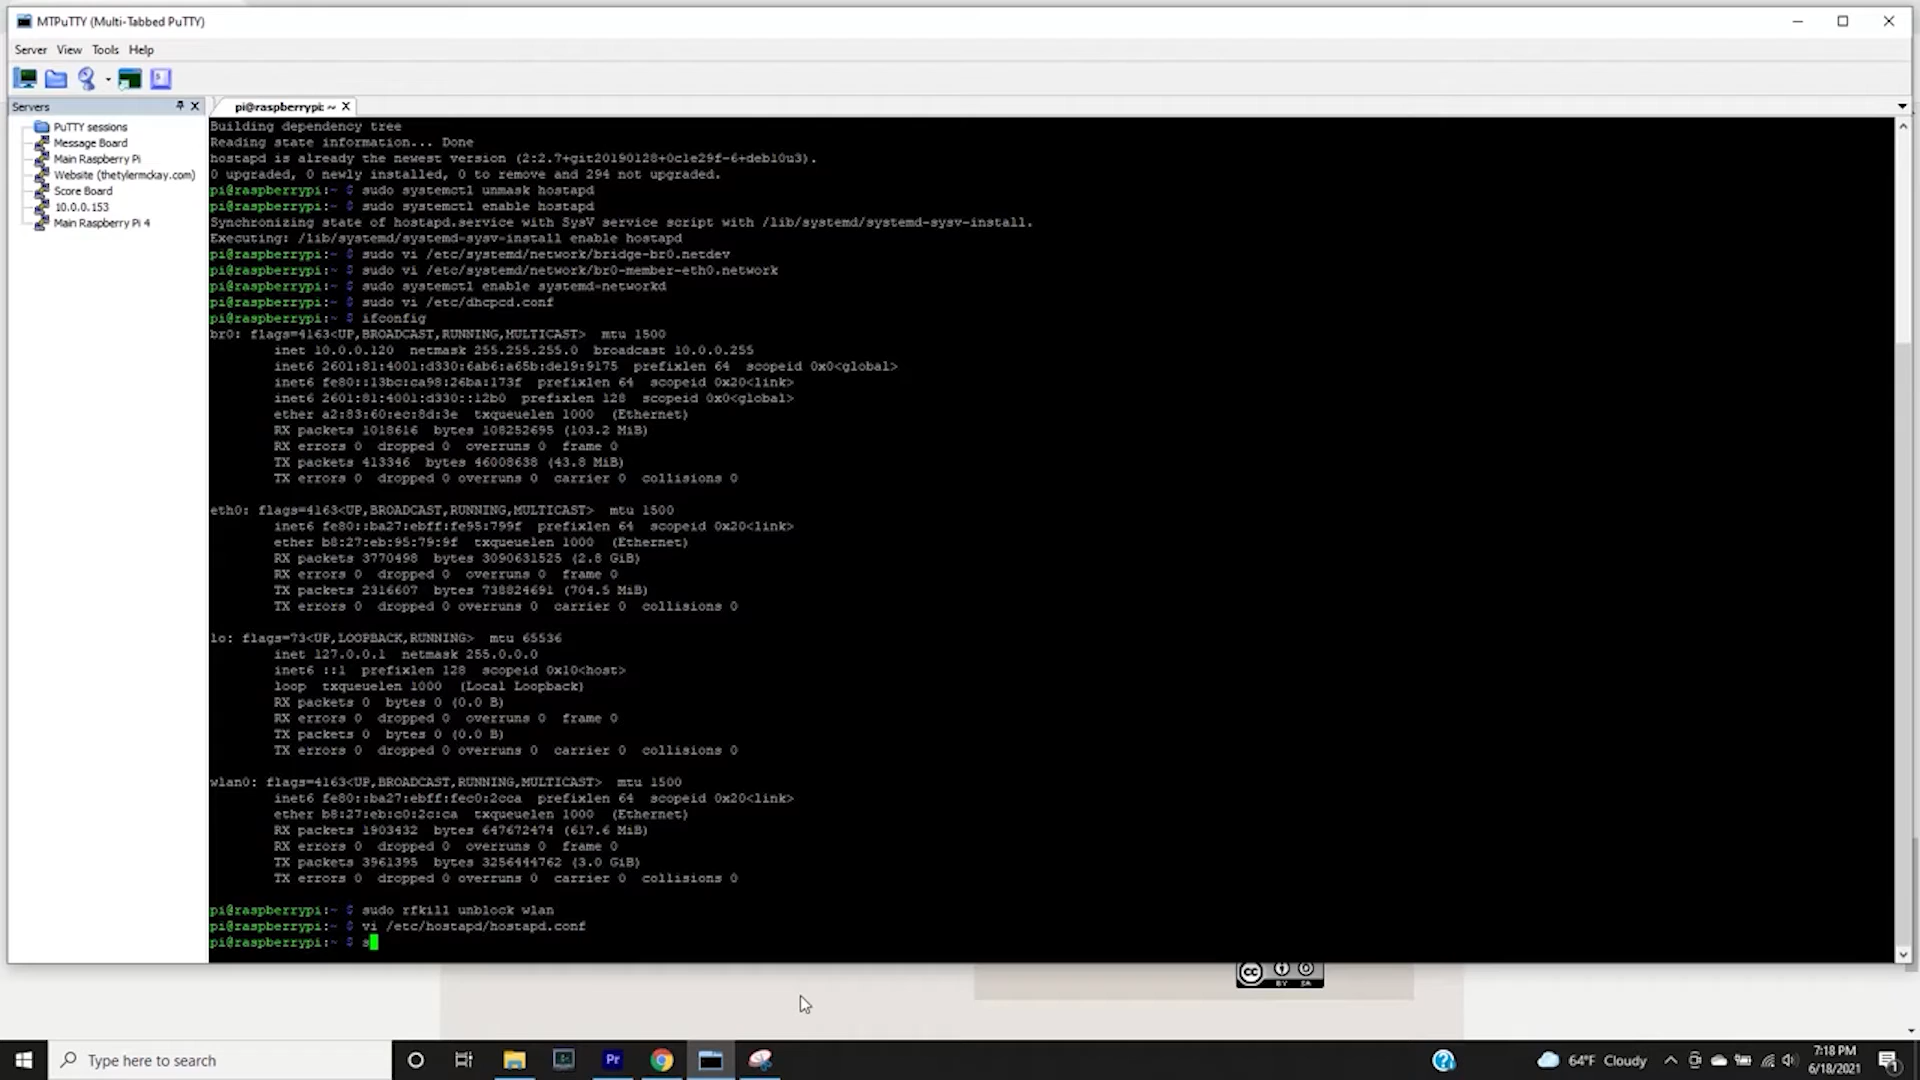 MTPuTTY (Multi-Tabbed PuTTY)
Server View Tools Help
Servers
PuTTY sessions
Message Board
Main Raspberry Pi
Website (thetylermckay.com)
Score Board
10.0.0.153
Main Raspberry Pi 4
pi@raspberrypi: ~
Building dependency tree
Reading state information... Done
hostapd is already the newest version (2:2.7+git20190128+0c1e29f-6+deb10u3).
0 upgraded, 0 newly installed, 0 to remove and 294 not upgraded.
pi@raspberrypi:~ $ sudo systemctl unmask hostapd
pi@raspberrypi:~ $ sudo systemctl enable hostapd
Synchronizing state of hostapd.service with SysV service script with /lib/systemd/systemd-sysv-install.
Executing: /lib/systemd/systemd-sysv-install enable hostapd
pi@raspberrypi:~ $ sudo vi /etc/systemd/network/bridge-br0.netdev
pi@raspberrypi:~ $ sudo vi /etc/systemd/network/br0-member-eth0.network
pi@raspberrypi:~ $ sudo systemctl enable systemd-networkd
pi@raspberrypi:~ $ sudo vi /etc/dhcpcd.conf
pi@raspberrypi:~ $ ifconfig
br0: flags=4163<UP,BROADCAST,RUNNING,MULTICAST>  mtu 1500
inet 10.0.0.120  netmask 255.255.255.0  broadcast 10.0.0.255
inet6 2601:81:4001:d330:6ab6:a65b:de19:9175  prefixlen 64  scopeid 0x0<global>
inet6 fe80::13bc:ca98:26ba:173f  prefixlen 64  scopeid 0x20<link>
inet6 2601:81:4001:d330::12b0  prefixlen 128  scopeid 0x0<global>
ether a2:83:60:ec:8d:3e  txqueuelen 1000  (Ethernet)
RX packets 1018616  bytes 108252695 (103.2 MiB)
RX errors 0  dropped 0  overruns 0  frame 0
TX packets 413346  bytes 46008638 (43.8 MiB)
TX errors 0  dropped 0 overruns 0  carrier 0  collisions 0
eth0: flags=4163<UP,BROADCAST,RUNNING,MULTICAST>  mtu 1500
inet6 fe80::ba27:ebff:fe95:799f  prefixlen 64  scopeid 0x20<link>
ether b8:27:eb:95:79:9f  txqueuelen 1000  (Ethernet)
RX packets 3770498  bytes 3090631525 (2.8 GiB)
RX errors 0  dropped 0  overruns 0  frame 0
TX packets 2316607  bytes 738824691 (704.5 MiB)
TX errors 0  dropped 0 overruns 0  carrier 0  collisions 0
lo: flags=73<UP,LOOPBACK,RUNNING>  mtu 65536
inet 127.0.0.1  netmask 255.0.0.0
inet6 ::1  prefixlen 128  scopeid 0x10<host>
loop  txqueuelen 1000  (Local Loopback)
RX packets 0  bytes 0 (0.0 B)
RX errors 0  dropped 0  overruns 0  frame 0
TX packets 0  bytes 0 (0.0 B)
TX errors 0  dropped 0 overruns 0  carrier 0  collisions 0
wlan0: flags=4163<UP,BROADCAST,RUNNING,MULTICAST>  mtu 1500
inet6 fe80::ba27:ebff:fec0:2cca  prefixlen 64  scopeid 0x20<link>
ether b8:27:eb:c0:2c:ca  txqueuelen 1000  (Ethernet)
RX packets 1903432  bytes 647672474 (617.6 MiB)
RX errors 0  dropped 0  overruns 0  frame 0
TX packets 3961395  bytes 3256444762 (3.0 GiB)
TX errors 0  dropped 0 overruns 0  carrier 0  collisions 0
pi@raspberrypi:~ $ sudo rfkill unblock wlan
pi@raspberrypi:~ $ vi /etc/hostapd/hostapd.conf
pi@raspberrypi:~ $ s
cc BY SA
Type here to search
Pr
64°F Cloudy
7:18 PM
6/18/2021
1